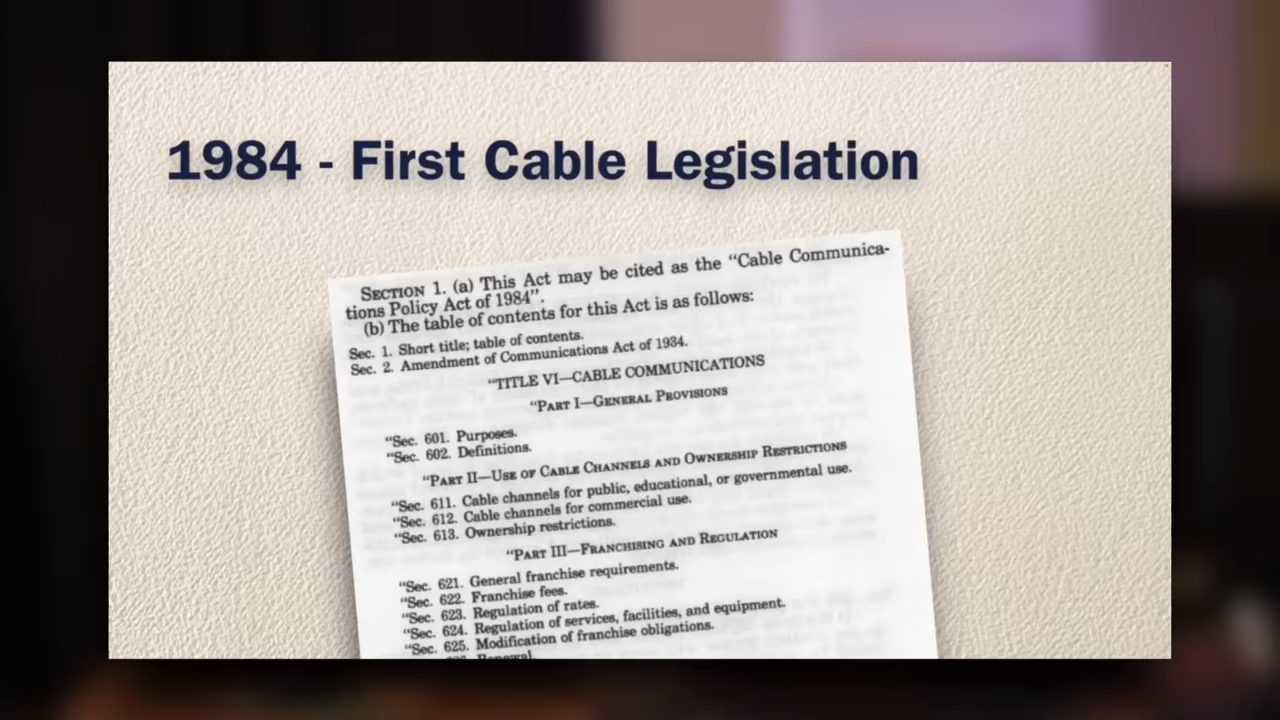 1984 - First Cable Legislation
SECTION 1. (a) This Act may be cited as the “Cable Communica-
tions Policy Act of 1984”.
(b) The table of contents for this Act is as follows:
Sec. 1. Short title; table of contents.
Sec. 2. Amendment of Communications Act of 1934.
“TITLE VI—CABLE COMMUNICATIONS
“PART I—GENERAL PROVISIONS
“Sec. 601. Purposes.
“Sec. 602. Definitions.
“PART II—USE OF CABLE CHANNELS AND OWNERSHIP RESTRICTIONS
“Sec. 611. Cable channels for public, educational, or governmental use.
“Sec. 612. Cable channels for commercial use.
“Sec. 613. Ownership restrictions.
“PART III—FRANCHISING AND REGULATION
“Sec. 621. General franchise requirements.
“Sec. 622. Franchise fees.
“Sec. 623. Regulation of rates.
“Sec. 624. Regulation of services, facilities, and equipment.
“Sec. 625. Modification of franchise obligations.
Renewal.